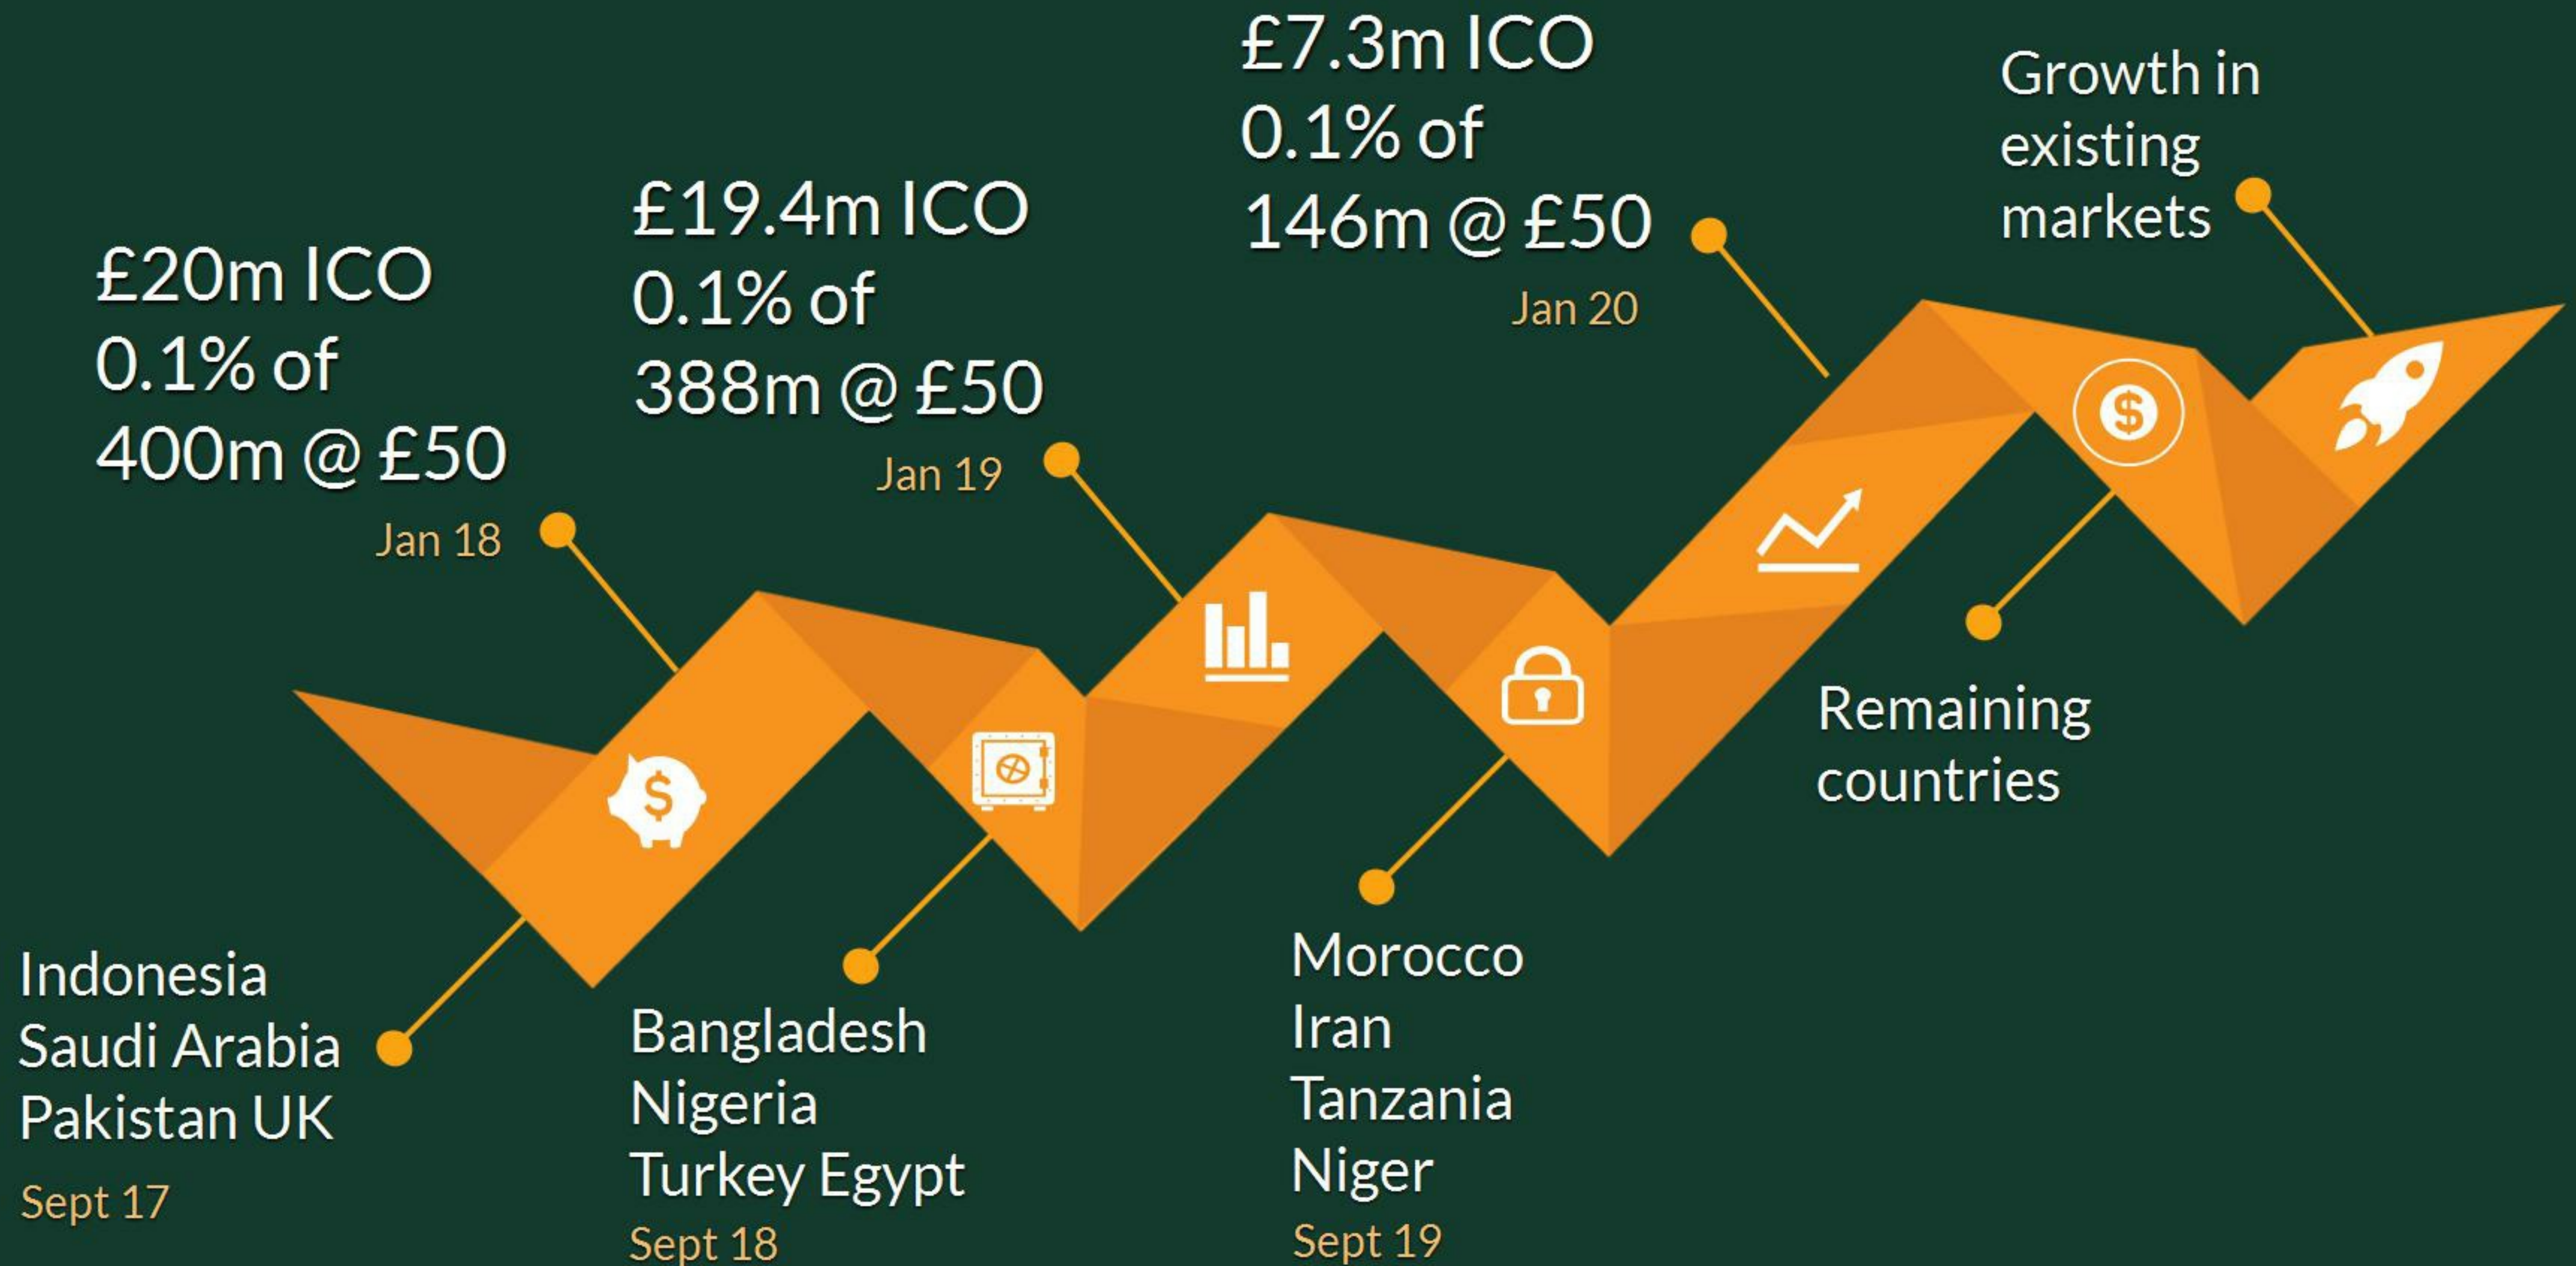 £20m ICO
0.1% of
400m @ £50
Jan 18
£19.4m ICO
0.1% of
388m @ £50
Jan 19
£7.3m ICO
0.1% of
146m @ £50
Jan 20
Growth in
existing
markets
Indonesia
Saudi Arabia
Pakistan UK
Sept 17
Bangladesh
Nigeria
Turkey Egypt
Sept 18
Morocco
Iran
Tanzania
Niger
Sept 19
Remaining
countries
$
$